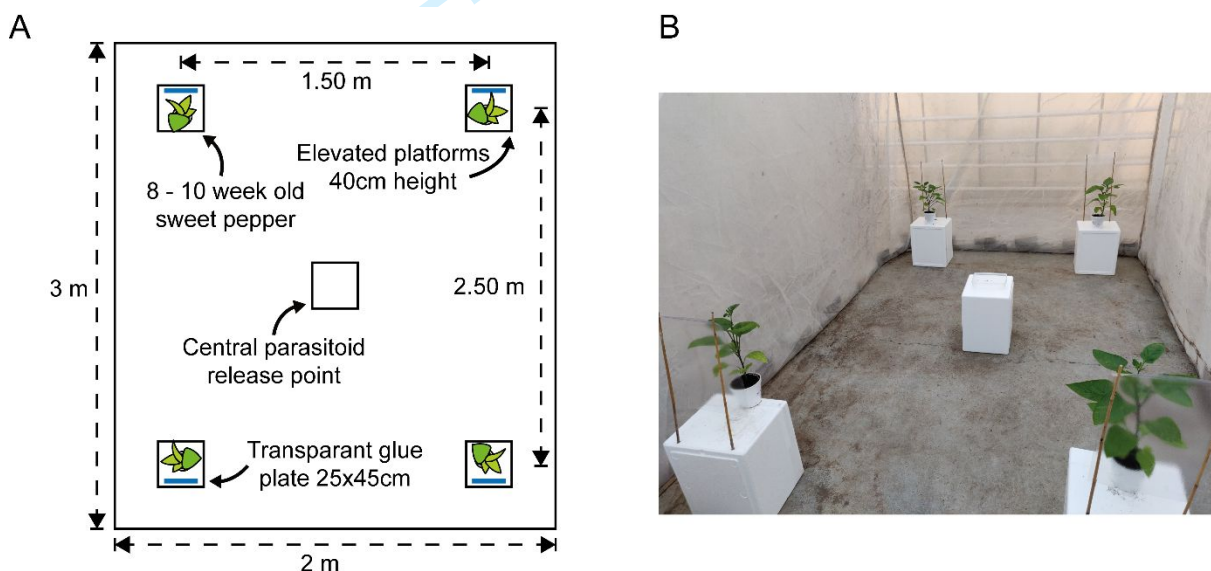 A
B
1.50 m
Elevated platforms
40cm height
8 - 10 week old
sweet pepper
3 m
2.50 m
Central parasitoid
release point
Transparant glue
plate 25x45cm
2 m